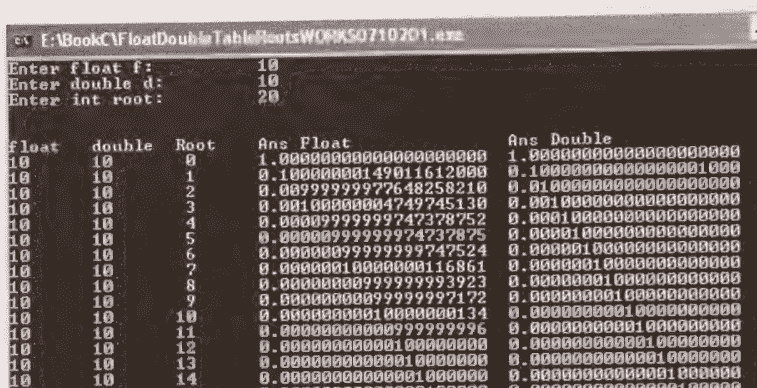 E:\BookC\FloatDoubleTableRootsWORKS0710201.exe
Enter float f: 10
Enter double d: 10
Enter int root: 20
float double Root Ans Float Ans Double
10 10 0 1.00000000000000000000 1.00000000000000000000
10 10 1 0.10000000149011612000 0.10000000000000001000
10 10 2 0.00999999977648258210 0.01000000000000000000
10 10 3 0.00100000004749745130 0.00100000000000000000
10 10 4 0.00009999999747378752 0.00010000000000000000
10 10 5 0.00000999999974737875 0.00001000000000000000
10 10 6 0.00000099999999747524 0.00000100000000000000
10 10 7 0.00000010000000116861 0.00000010000000000000
10 10 8 0.00000000999999993923 0.00000001000000000000
10 10 9 0.00000000099999997172 0.00000000100000000000
10 10 10 0.00000000010000000134 0.00000000010000000000
10 10 11 0.00000000000999999996 0.00000000001000000000
10 10 12 0.00000000000100000000 0.00000000000100000000
10 10 13 0.00000000000010000000 0.00000000000010000000
10 10 14 0.00000000000001000000 0.00000000000001000000